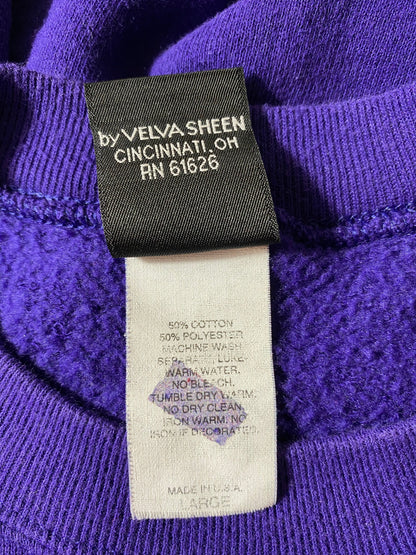 by VELVA SHEEN
CINCINNATI, OH
RN 61626
50% COTTON
50% POLYESTER
MACHINE WASH
SEPARATE, LUKE
WARM WATER.
NO BLEACH.
TUMBLE DRY WARM.
NO DRY CLEAN.
IRON WARM. NO
IRON IF DECORATED.
MADE IN U.S.A.
LARGE